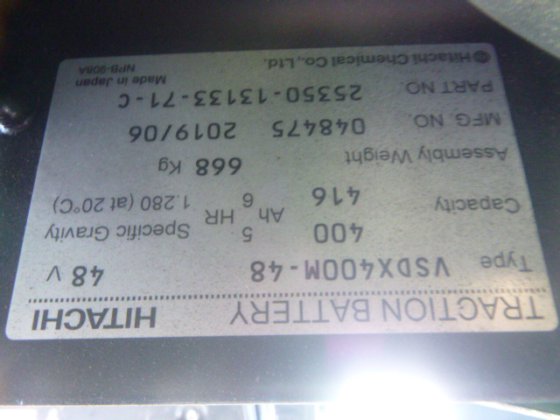 TRACTION BATTERY HITACHI
Type VSDX400M-48 48 V
400 5
Capacity Ah HR Specific Gravity
416 6 1.280 (at 20°C)
Assembly Weight 668 Kg
MFG. NO. 048475 2019/06
PART NO. 25350-13133-71-C
Made in Japan
Hitachi Chemical Co., Ltd. NPB-908A